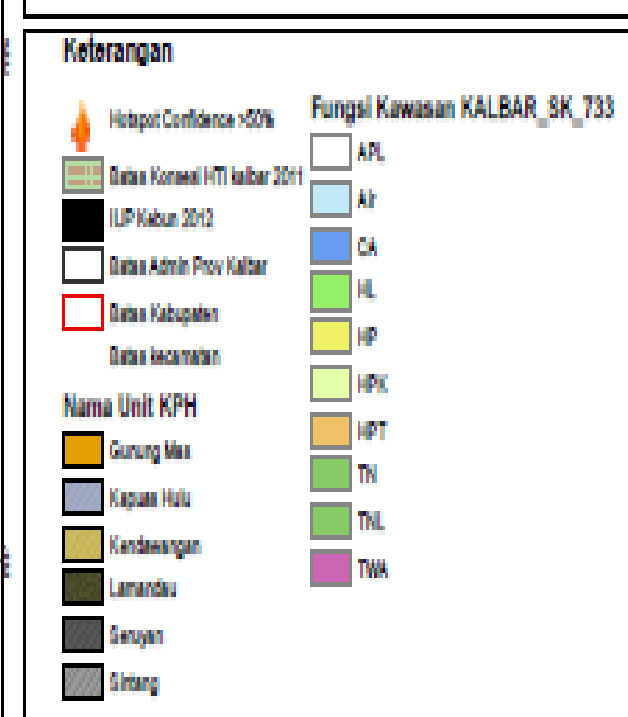 Keterangan
Hotspot Confidence >50%
Batas Konsesi HTI kalbar 2011
IUP Kebun 2012
Batas Admin Prov Kalbar
Batas Kabupaten
Batas kecamatan
Nama Unit KPH
Gunung Mas
Kapuas Hulu
Kendawangan
Lamandau
Seruyan
Sintang
Fungsi Kawasan KALBAR_SK_733
APL
Air
CA
HL
HP
HPK
HPT
TN
TNL
TWA